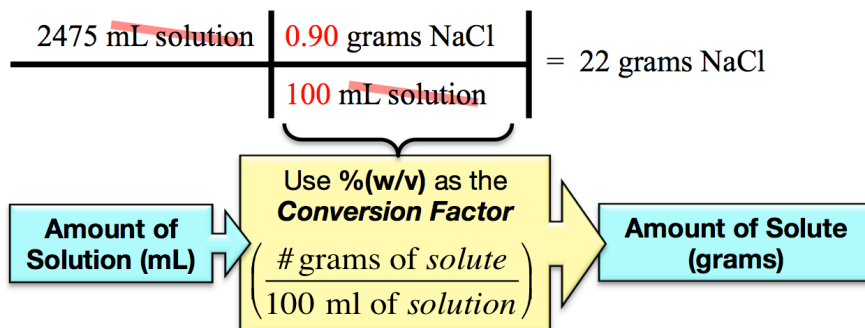 2475 mL solution 0.90 grams NaCl
100 mL solution = 22 grams NaCl
Use %(w/v) as the
Conversion Factor
Amount of
Solution (mL)
(# grams of solute
100 ml of solution)
Amount of Solute
(grams)